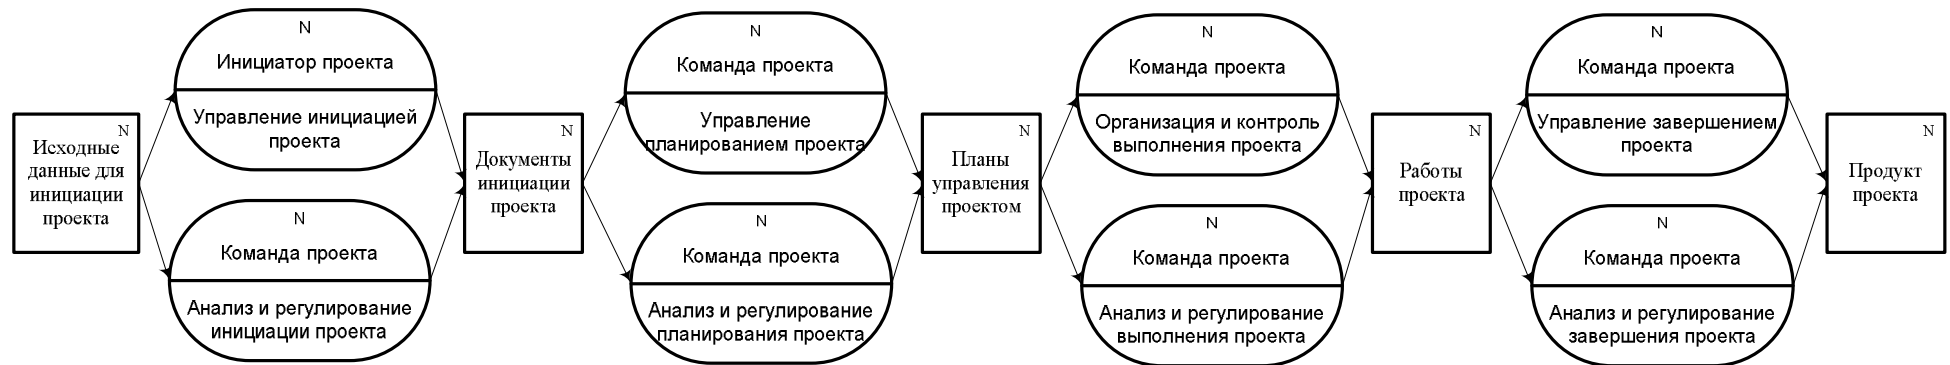 N
Исходные
данные для
инициации
проекта
N
Инициатор проекта
Управление инициацией
проекта
N
Команда проекта
Анализ и регулирование
инициации проекта
N
Документы
инициации
проекта
N
Команда проекта
Управление
планированием проекта
N
Команда проекта
Анализ и регулирование
планирования проекта
N
Планы
управления
проектом
N
Команда проекта
Организация и контроль
выполнения проекта
N
Команда проекта
Анализ и регулирование
выполнения проекта
N
Работы
проекта
N
Команда проекта
Управление завершением
проекта
N
Команда проекта
Анализ и регулирование
завершения проекта
N
Продукт
проекта